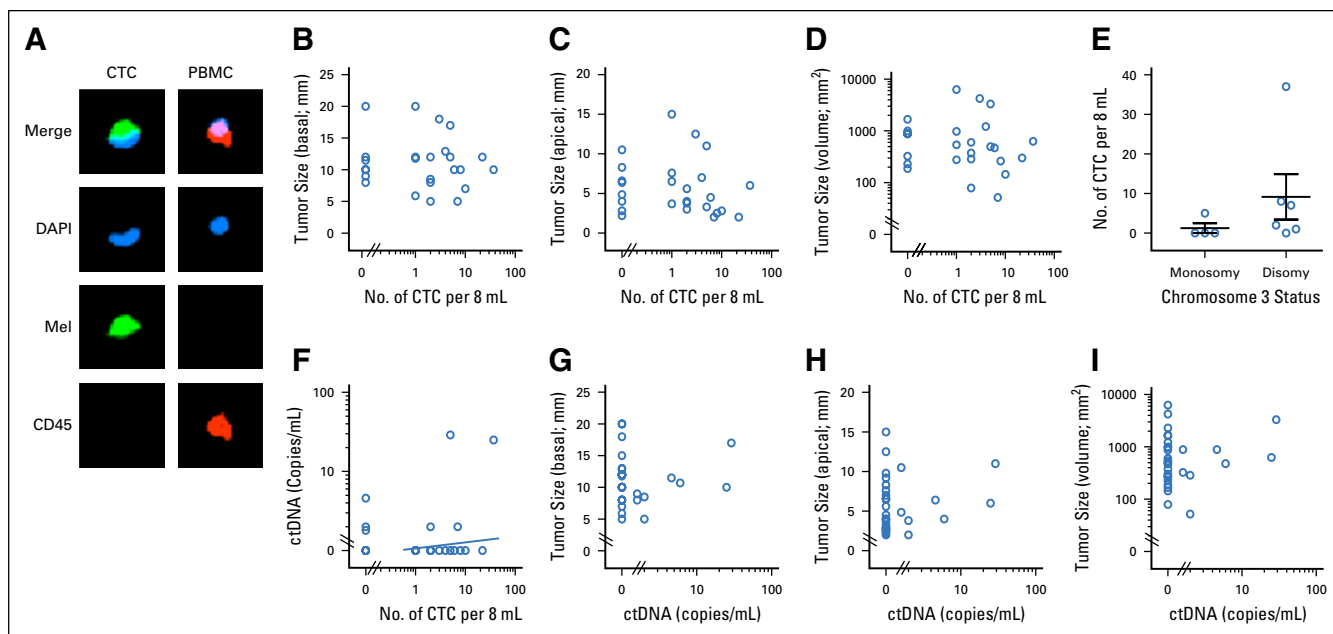 A
CTC PBMC
Merge
DAPI
Mel
CD45
B
Tumor Size (basal; mm)
25
20
15
10
5
0
0 1 10 100
No. of CTC per 8 mL
C
Tumor Size (apical; mm)
20
15
10
5
0
0 1 10 100
No. of CTC per 8 mL
D
Tumor Size (volume; mm²)
1000
1000
100
0
0 1 10 100
No. of CTC per 8 mL
E
No. of CTC per 8 mL
40
30
20
10
0
Monosomy Disomy
Chromosome 3 Status
F
ctDNA (Copies/mL)
100
10
0
0 1 10 100
No. of CTC per 8 mL
G
Tumor Size (basal; mm)
25
20
15
10
5
0
0 10 100
ctDNA (copies/mL)
H
Tumor Size (apical; mm)
20
15
10
5
0
0 10 100
ctDNA (copies/mL)
I
Tumor Size (volume; mm²)
10000
1000
100
0
0 10 100
ctDNA (copies/mL)